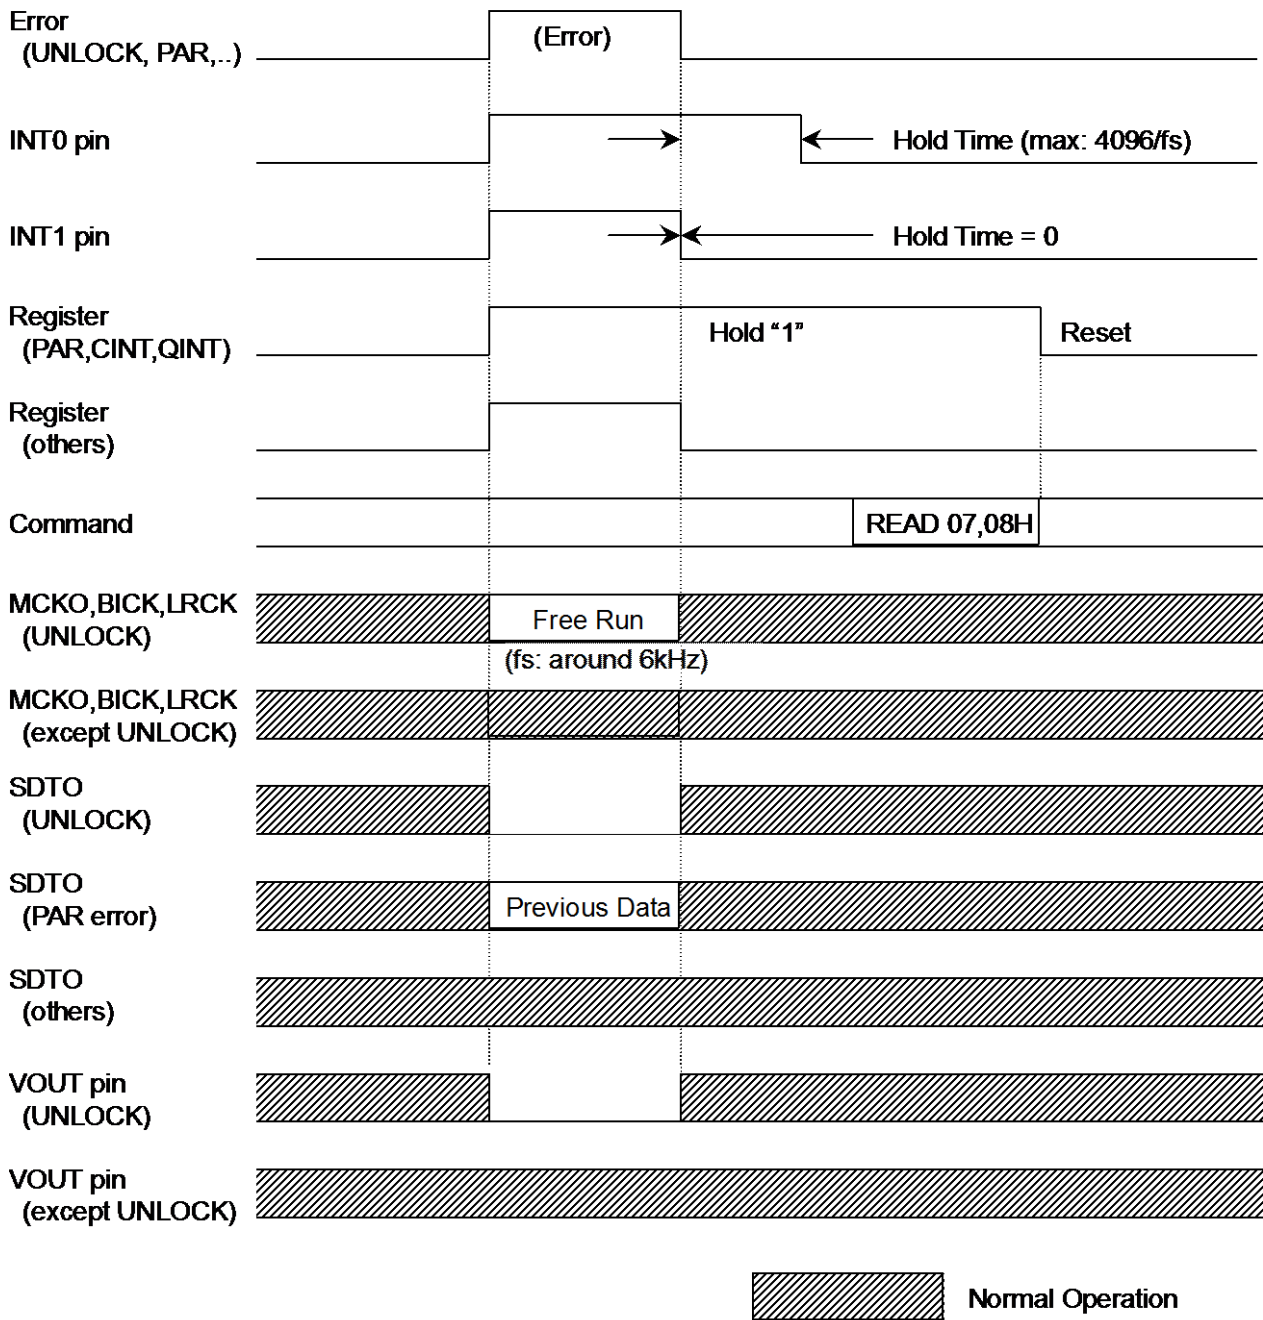 Error
(UNLOCK, PAR,..)
(Error)
INT0 pin
Hold Time (max: 4096/fs)
INT1 pin
Hold Time = 0
Register
(PAR,CINT,QINT)
Hold “1”
Reset
Register
(others)
Command
READ 07,08H
MCKO,BICK,LRCK
(UNLOCK)
Free Run
(fs: around 6kHz)
MCKO,BICK,LRCK
(except UNLOCK)
SDTO
(UNLOCK)
SDTO
(PAR error)
Previous Data
SDTO
(others)
VOUT pin
(UNLOCK)
VOUT pin
(except UNLOCK)
Normal Operation